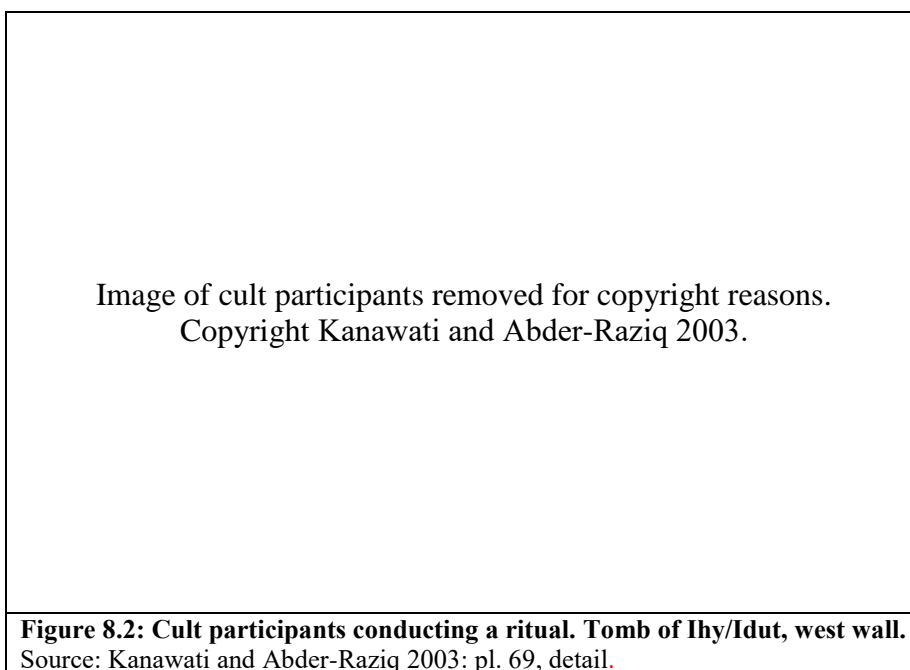 Image of cult participants removed for copyright reasons.
Copyright Kanawati and Abder-Raziq 2003.
Figure 8.2: Cult participants conducting a ritual. Tomb of Ihy/Idut, west wall.
Source: Kanawati and Abder-Raziq 2003: pl. 69, detail.